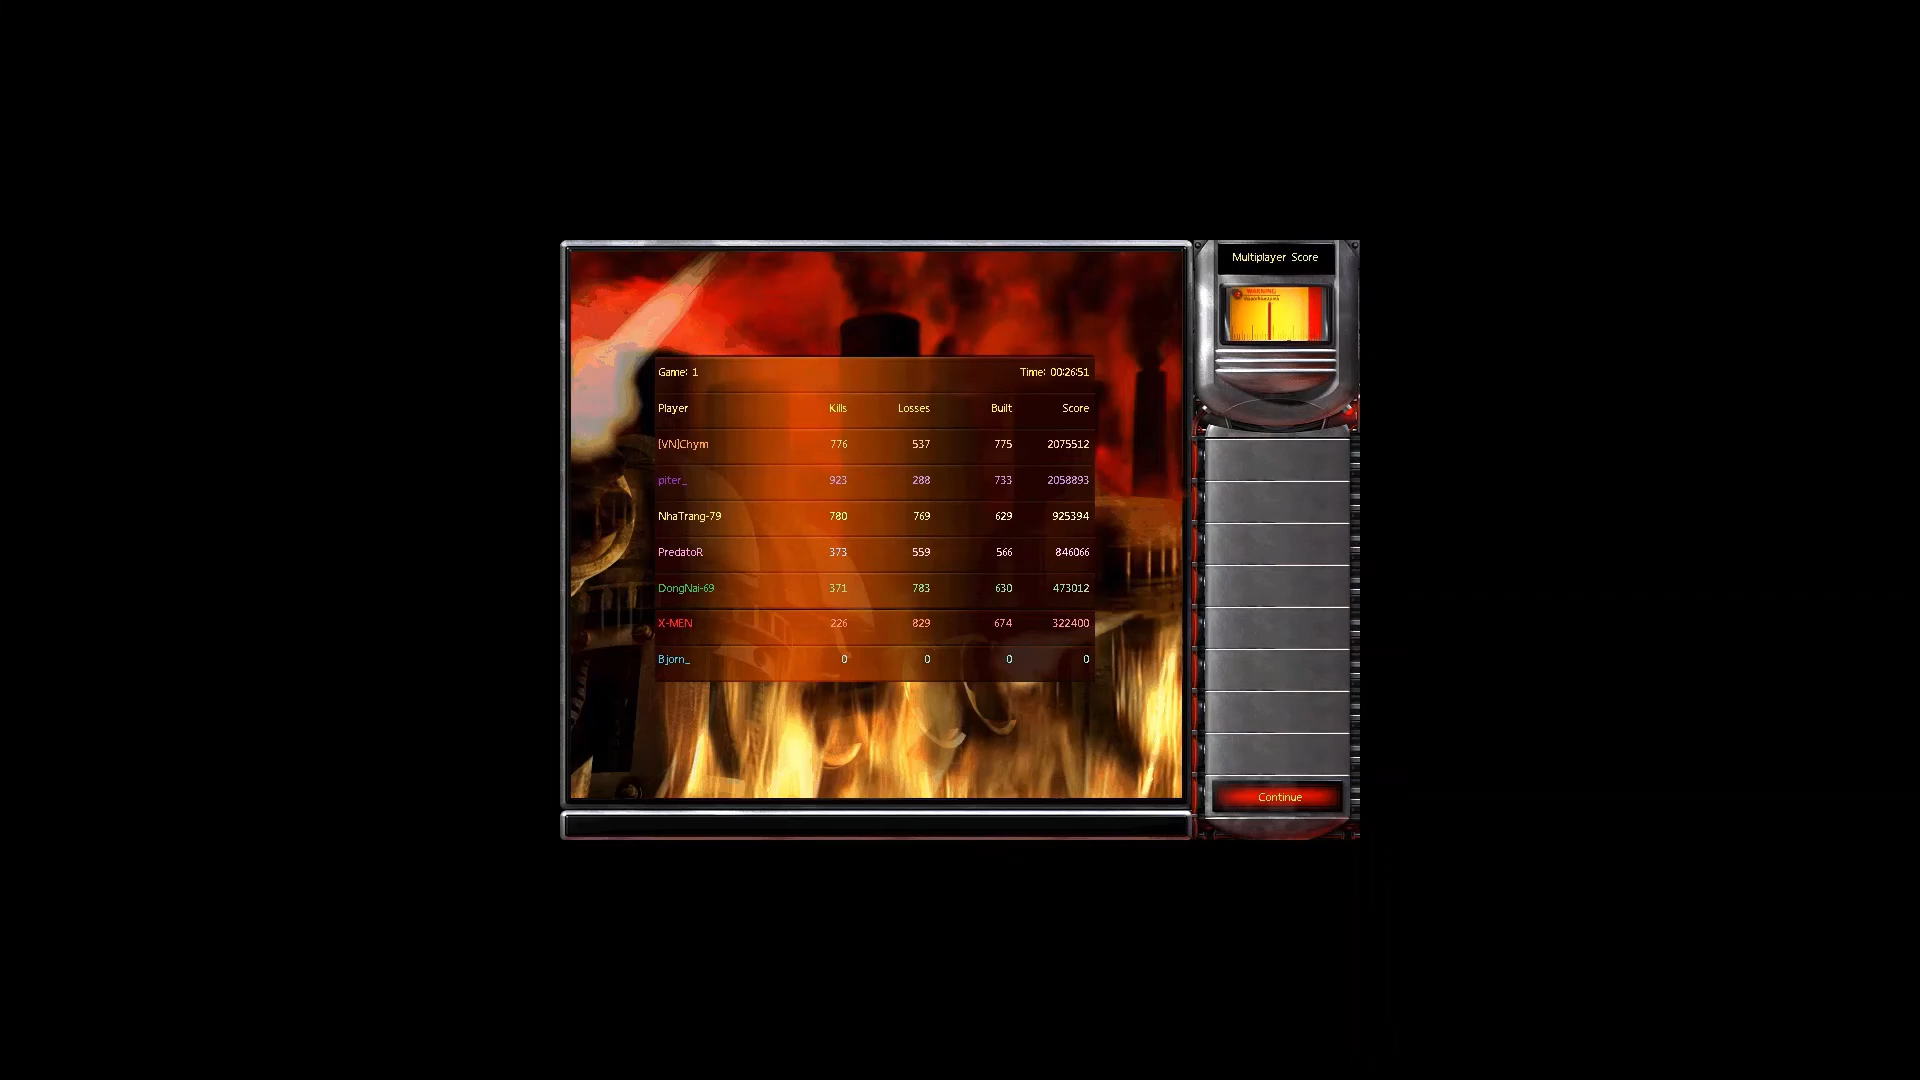 Multiplayer Score
WARNING
Game: 1 Time: 00:26:51
Player Kills Losses Built Score
[VN]Chym 776 537 775 2075512
piter_ 923 288 733 2058893
NhaTrang-79 780 769 629 925394
PredatoR 373 559 566 846066
DongNai-69 371 783 630 473012
X-MEN 226 829 674 322400
Bjorn_ 0 0 0 0
Continue